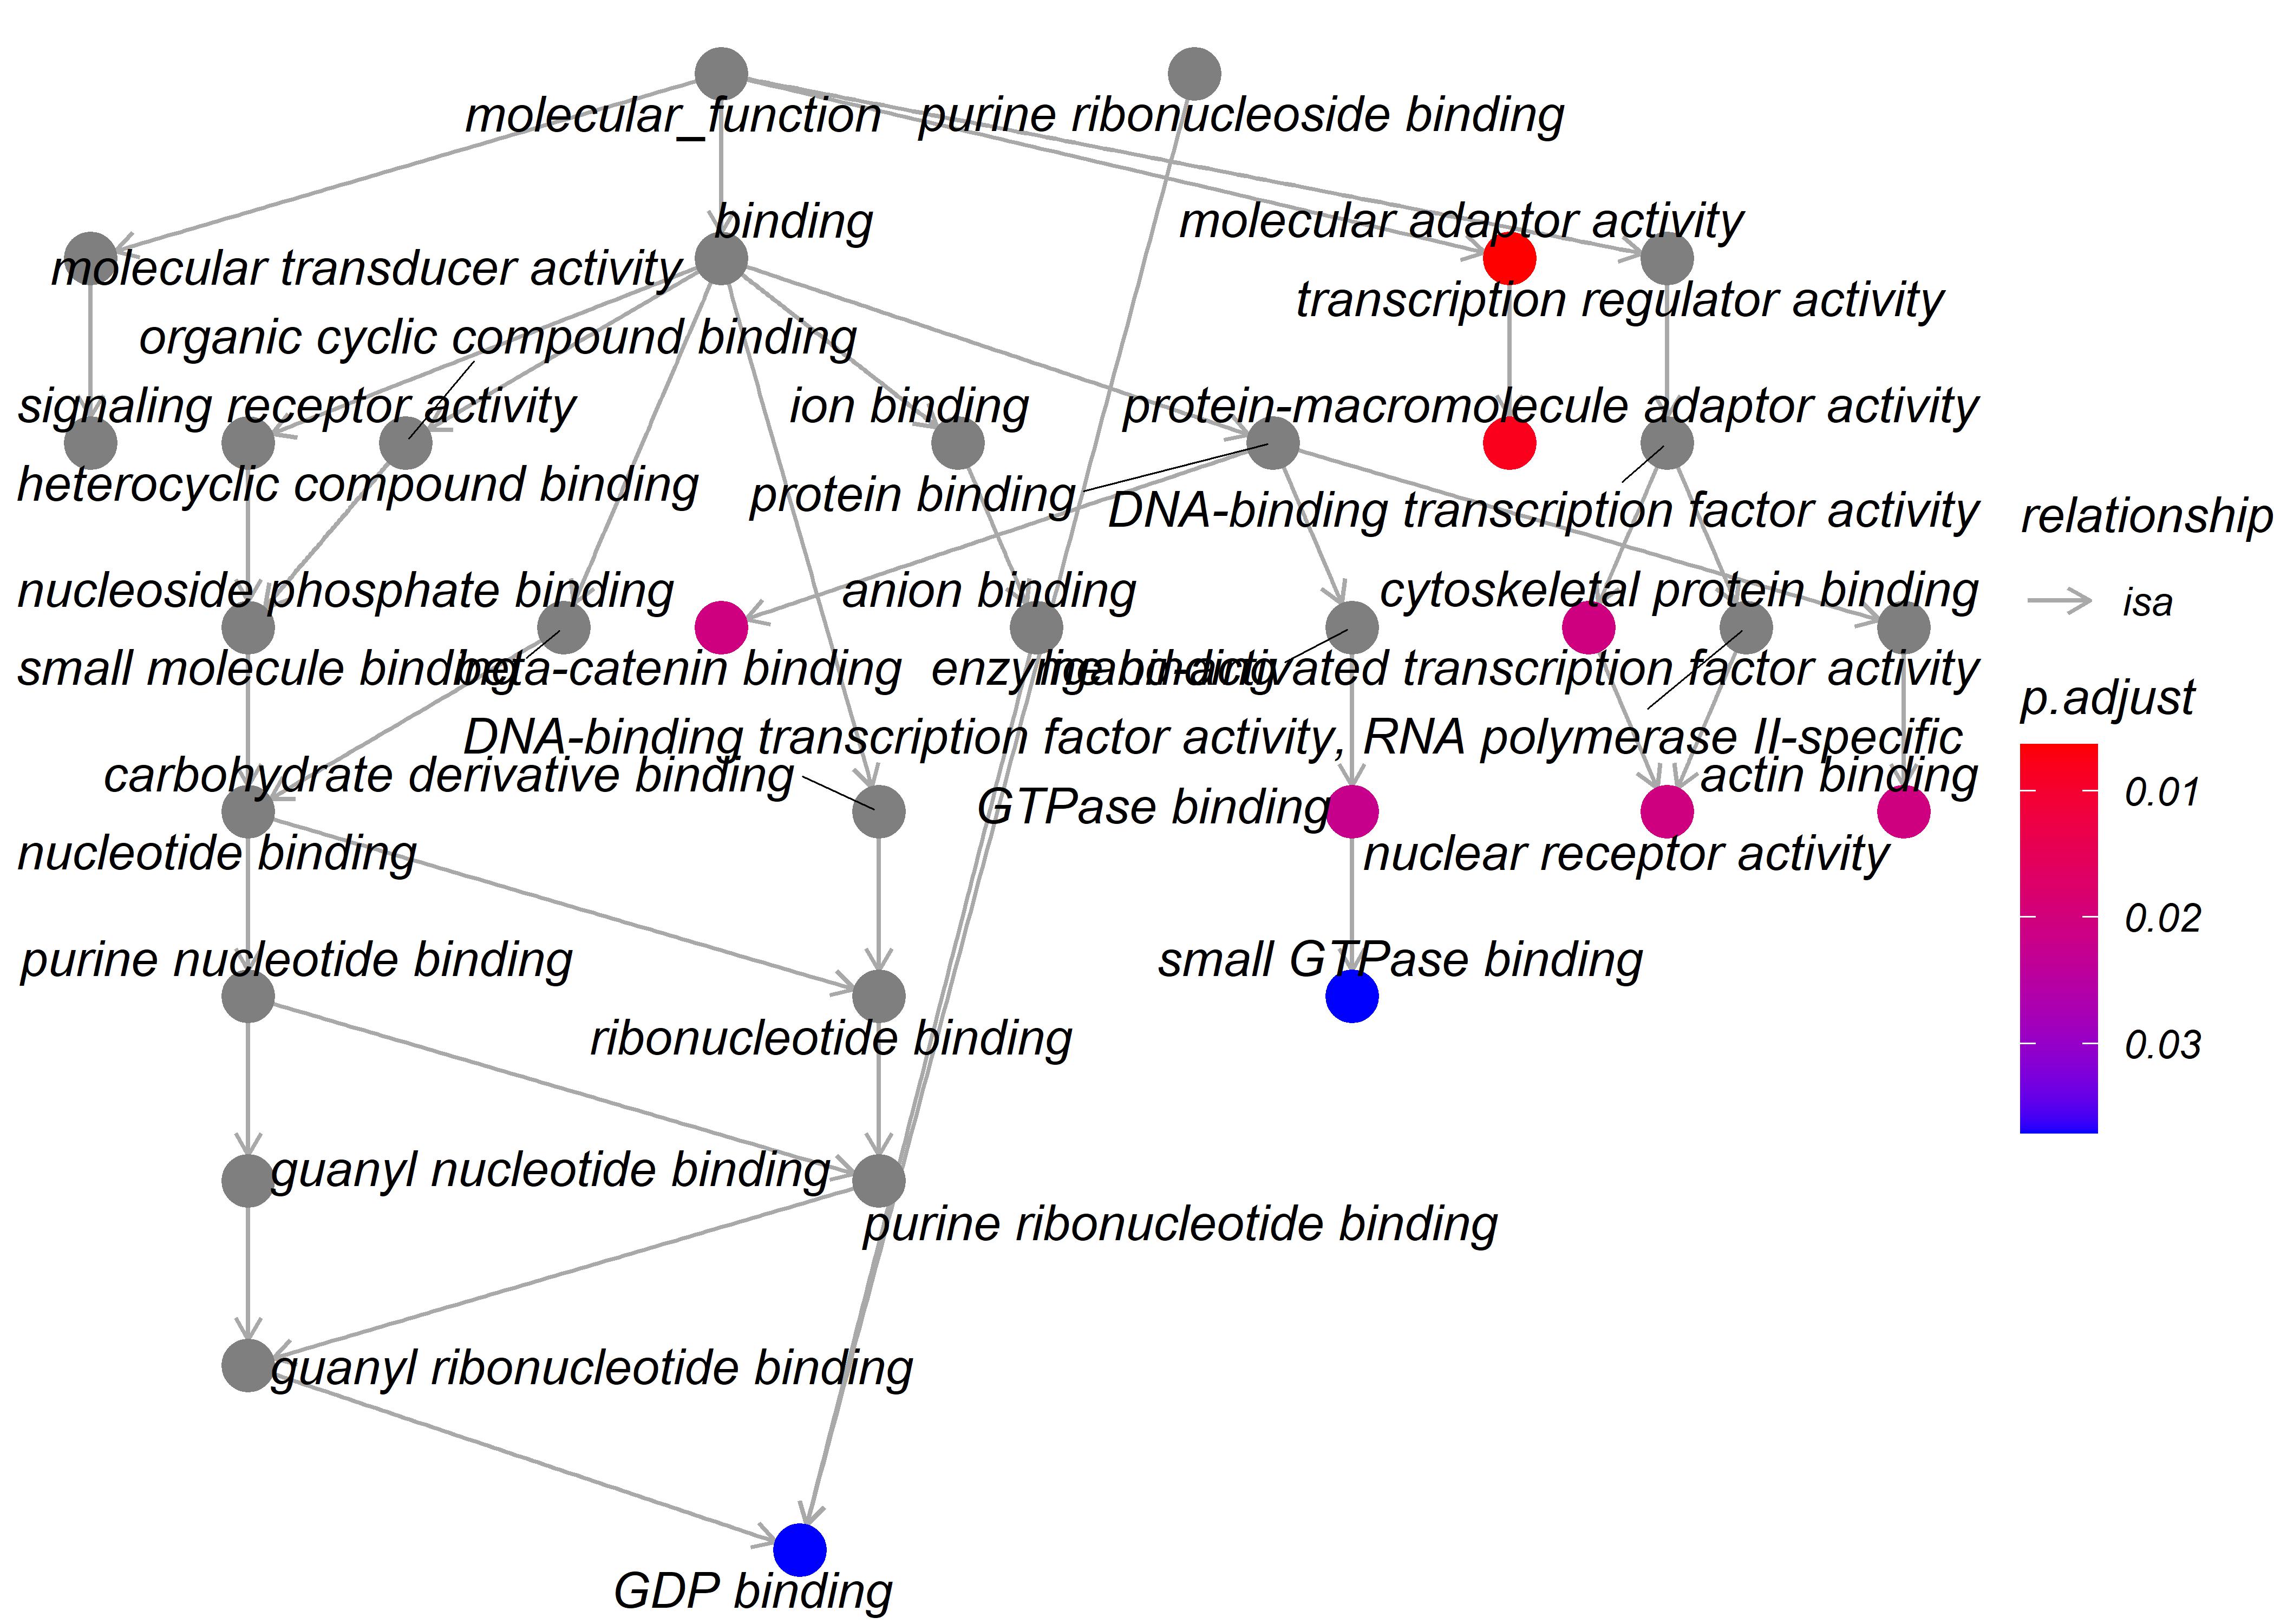 molecular_function
purine ribonucleoside binding
binding
molecular adaptor activity
molecular transducer activity
transcription regulator activity
organic cyclic compound binding
signaling receptor activity
ion binding
protein-macromolecule adaptor activity
heterocyclic compound binding
protein binding
DNA-binding transcription factor activity
relationship
isa
nucleoside phosphate binding
anion binding
cytoskeletal protein binding
small molecule binding
beta-catenin binding
enzyme binding
ligand-activated transcription factor activity
p.adjust
DNA-binding transcription factor activity, RNA polymerase II-specific
carbohydrate derivative binding
actin binding
0.01
GTPase binding
nucleotide binding
nuclear receptor activity
0.02
purine nucleotide binding
small GTPase binding
ribonucleotide binding
0.03
guanyl nucleotide binding
purine ribonucleotide binding
guanyl ribonucleotide binding
GDP binding